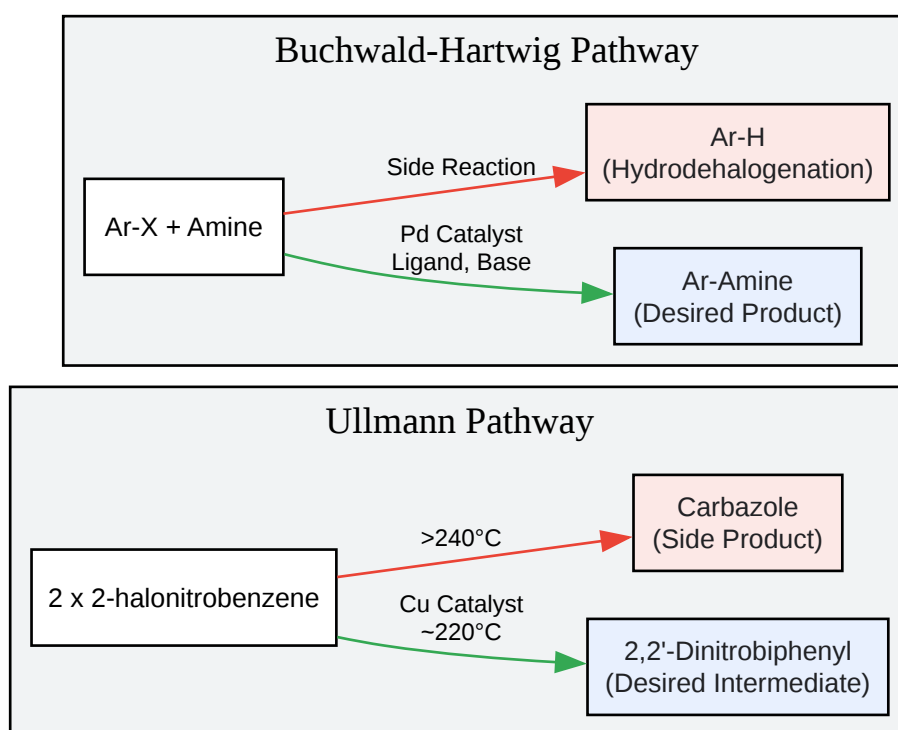 Buchwald-Hartwig Pathway
Ar-H
(Hydrodehalogenation)
Side Reaction
Ar-X + Amine
Pd Catalyst
Ligand, Base
Ar-Amine
(Desired Product)
Ullmann Pathway
Carbazole
(Side Product)
>240°C
2 x 2-halonitrobenzene
Cu Catalyst
~220°C
2,2'-Dinitrobiphenyl
(Desired Intermediate)